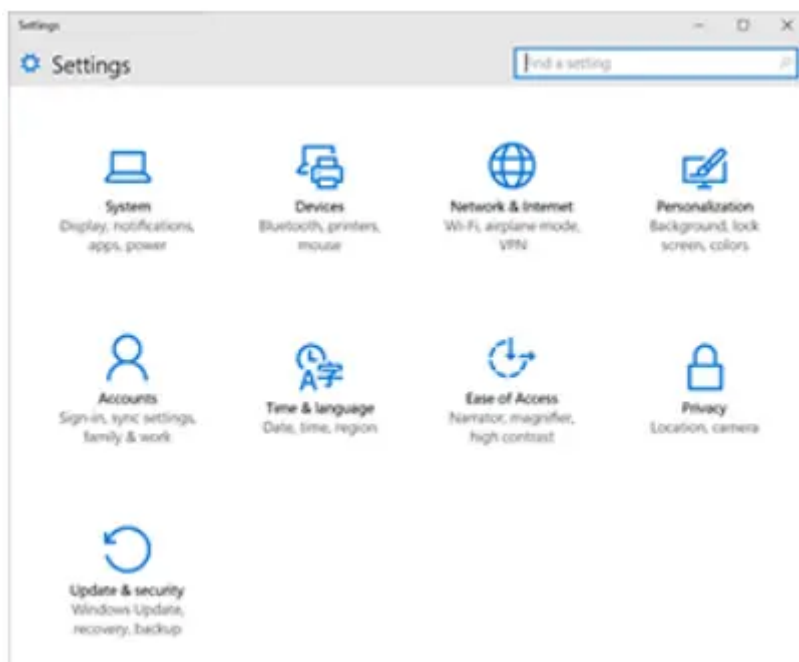 Settings
Settings
Find a setting
System
Display, notifications,
apps, power
Devices
Bluetooth, printers,
mouse
Network & Internet
Wi-Fi, airplane mode,
VPN
Personalization
Background, lock
screen, colors
Accounts
Sign-in, sync settings,
family & work
A字
Time & language
Date, time, region
Ease of Access
Narrator, magnifier,
high contrast
Privacy
Location, camera
Update & security
Windows Update,
recovery, backup